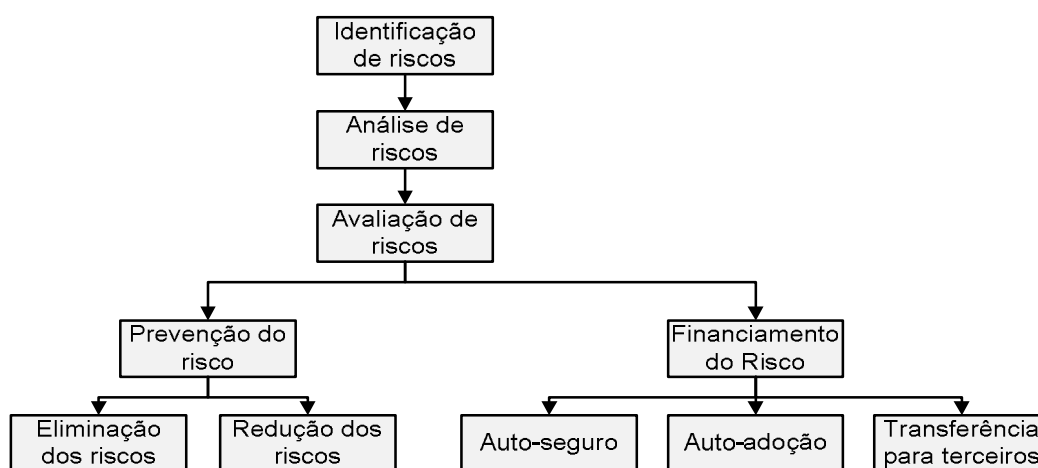 Identificação
de riscos
Análise de
riscos
Avaliação de
riscos
Prevenção do
risco
Financiamento
do Risco
Eliminação
dos riscos
Redução dos
riscos
Auto-seguro
Auto-adoção
Transferência
para terceiros